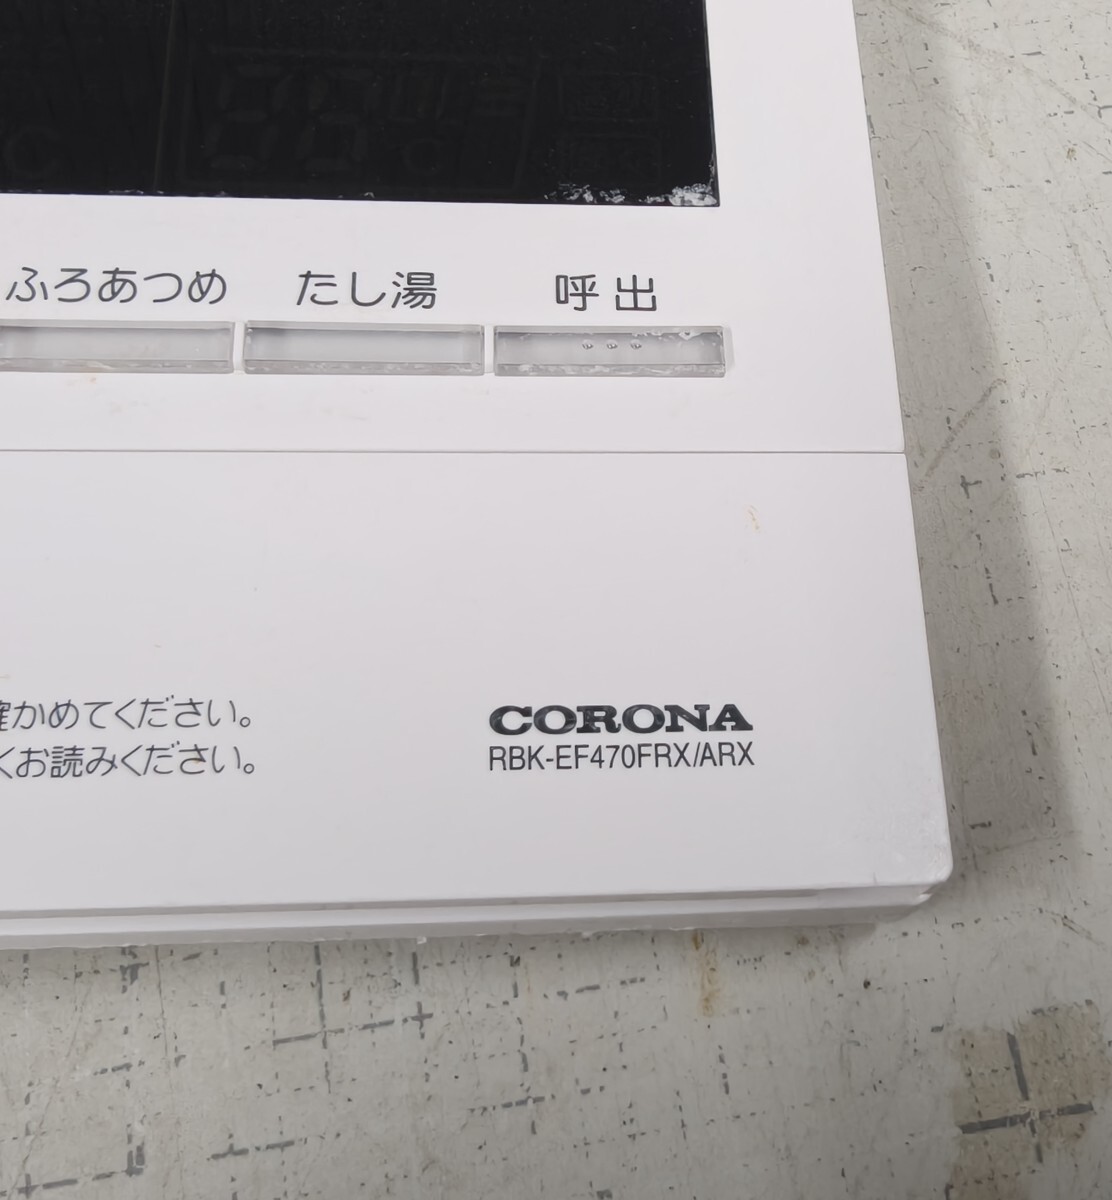 ふろあつめ たし湯 呼出
確かめてください。
くお読みください。
CORONA
RBK-EF470FRX/ARX